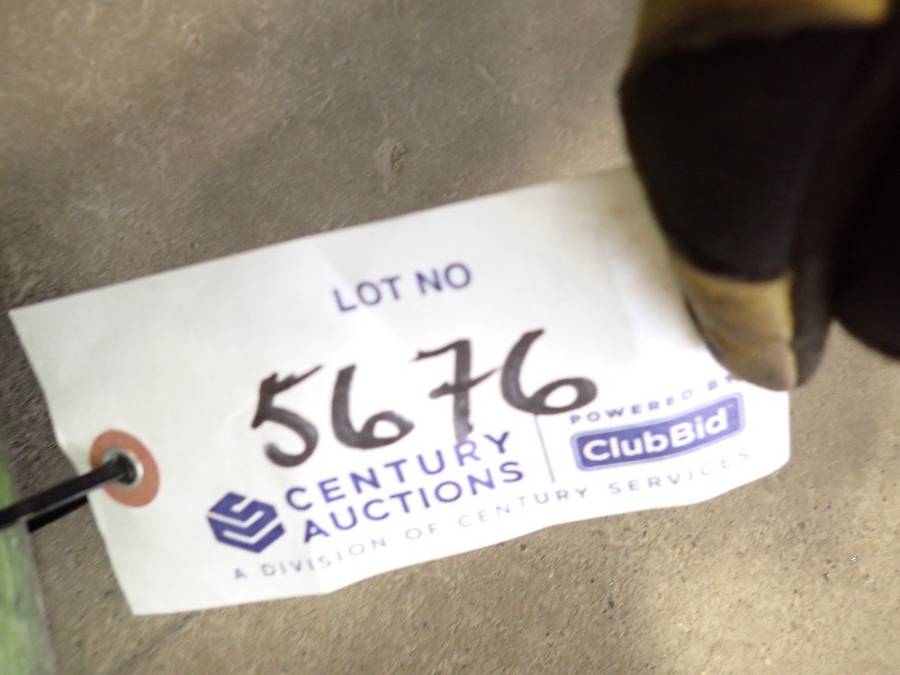 LOT NO
5676
CENTURY
AUCTIONS
POWERED BY
ClubBid
A DIVISION OF CENTURY SERVICES